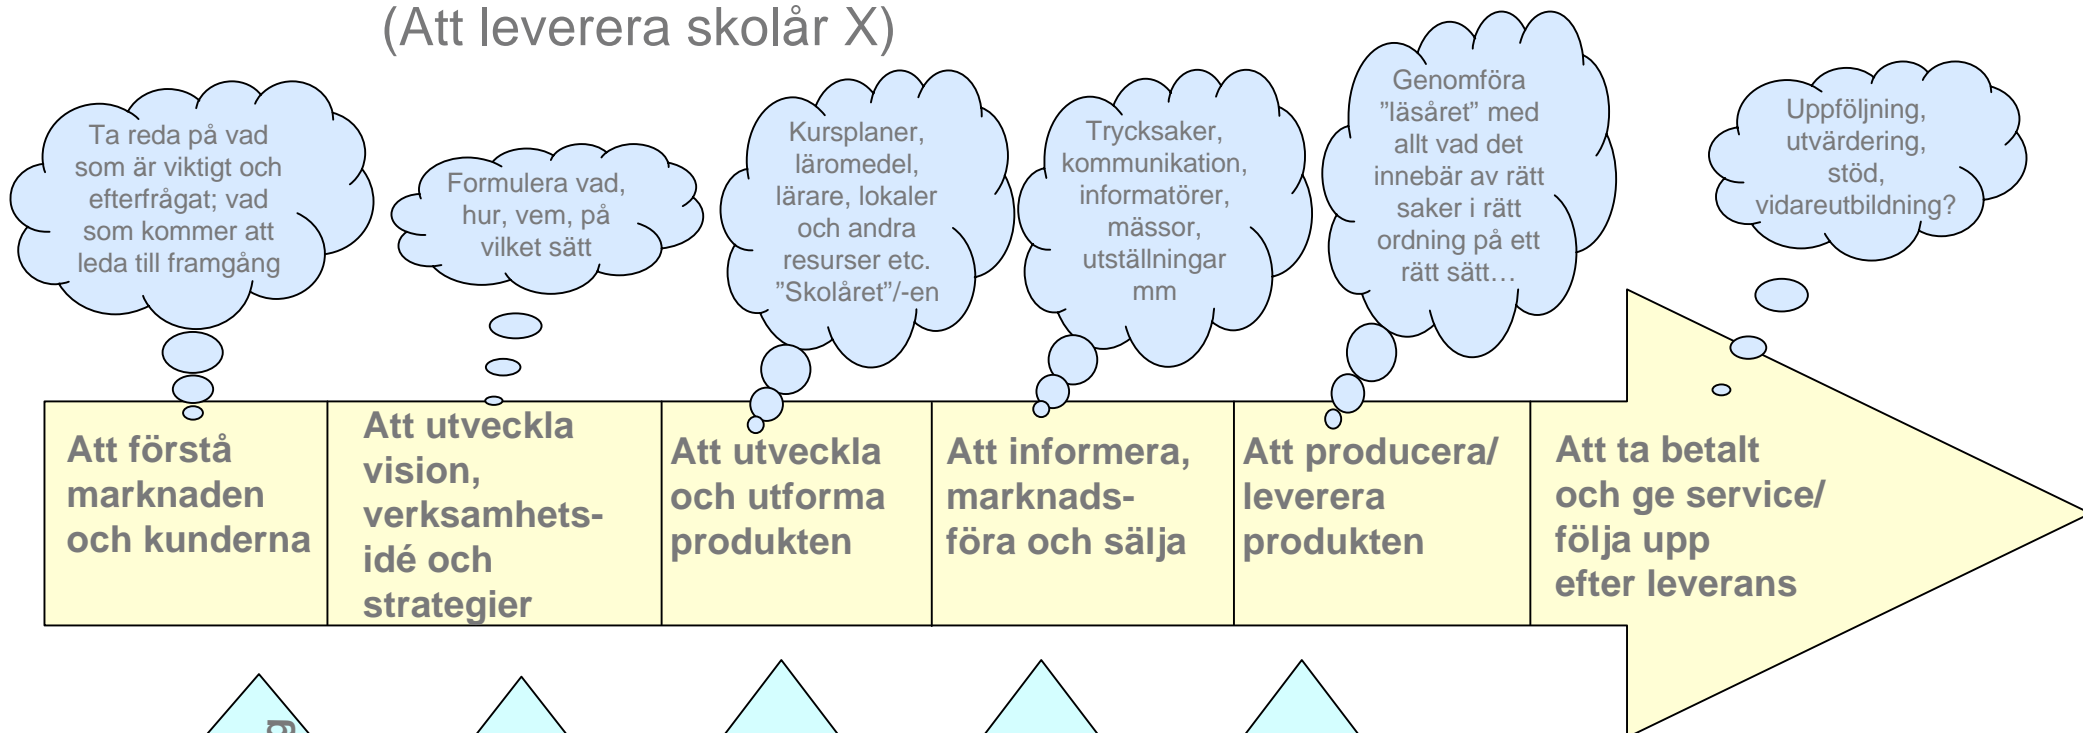 (Att leverera skolår X)
Ta reda på vad
som är viktigt och
efterfrågat; vad
som kommer att
leda till framgång
Formulera vad,
hur, vem, på
vilket sätt
Kursplaner,
läromedel,
lärare, lokaler
och andra
resurser etc.
”Skolåret”/-en
Trycksaker,
kommunikation,
informatörer,
mässor,
utställningar
mm
Genomföra
”läsåret” med
allt vad det
innebär av rätt
saker i rätt
ordning på ett
rätt sätt…
Uppföljning,
utvärdering,
stöd,
vidareutbildning?
Att förstå
marknaden
och kunderna
Att utveckla
vision,
verksamhets-
idé och
strategier
Att utveckla
och utforma
produkten
Att informera,
marknads-
föra och sälja
Att producera/
leverera
produkten
Att ta betalt
och ge service/
följa upp
efter leverans
g